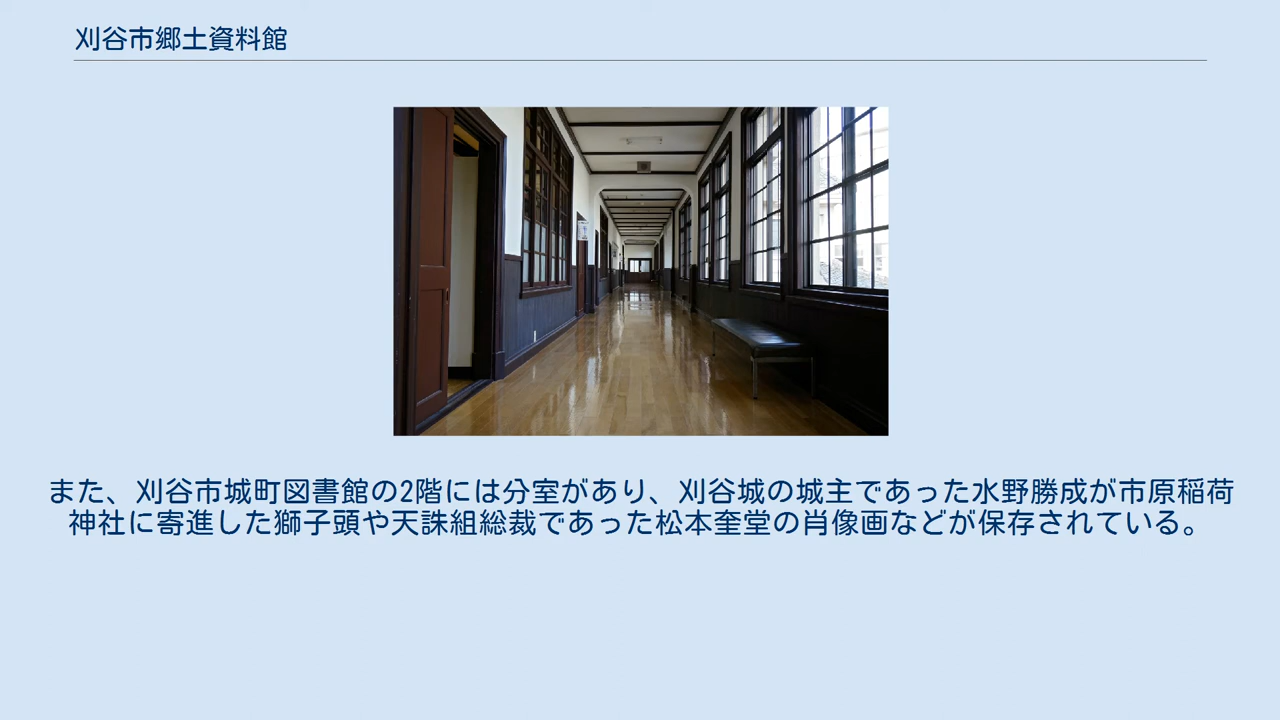 刈谷市郷土資料館
また、刈谷市城町図書館の2階には分室があり、刈谷城の城主であった水野勝成が市原稲荷
神社に寄進した獅子頭や天誅組総裁であった松本奎堂の肖像画などが保存されている。